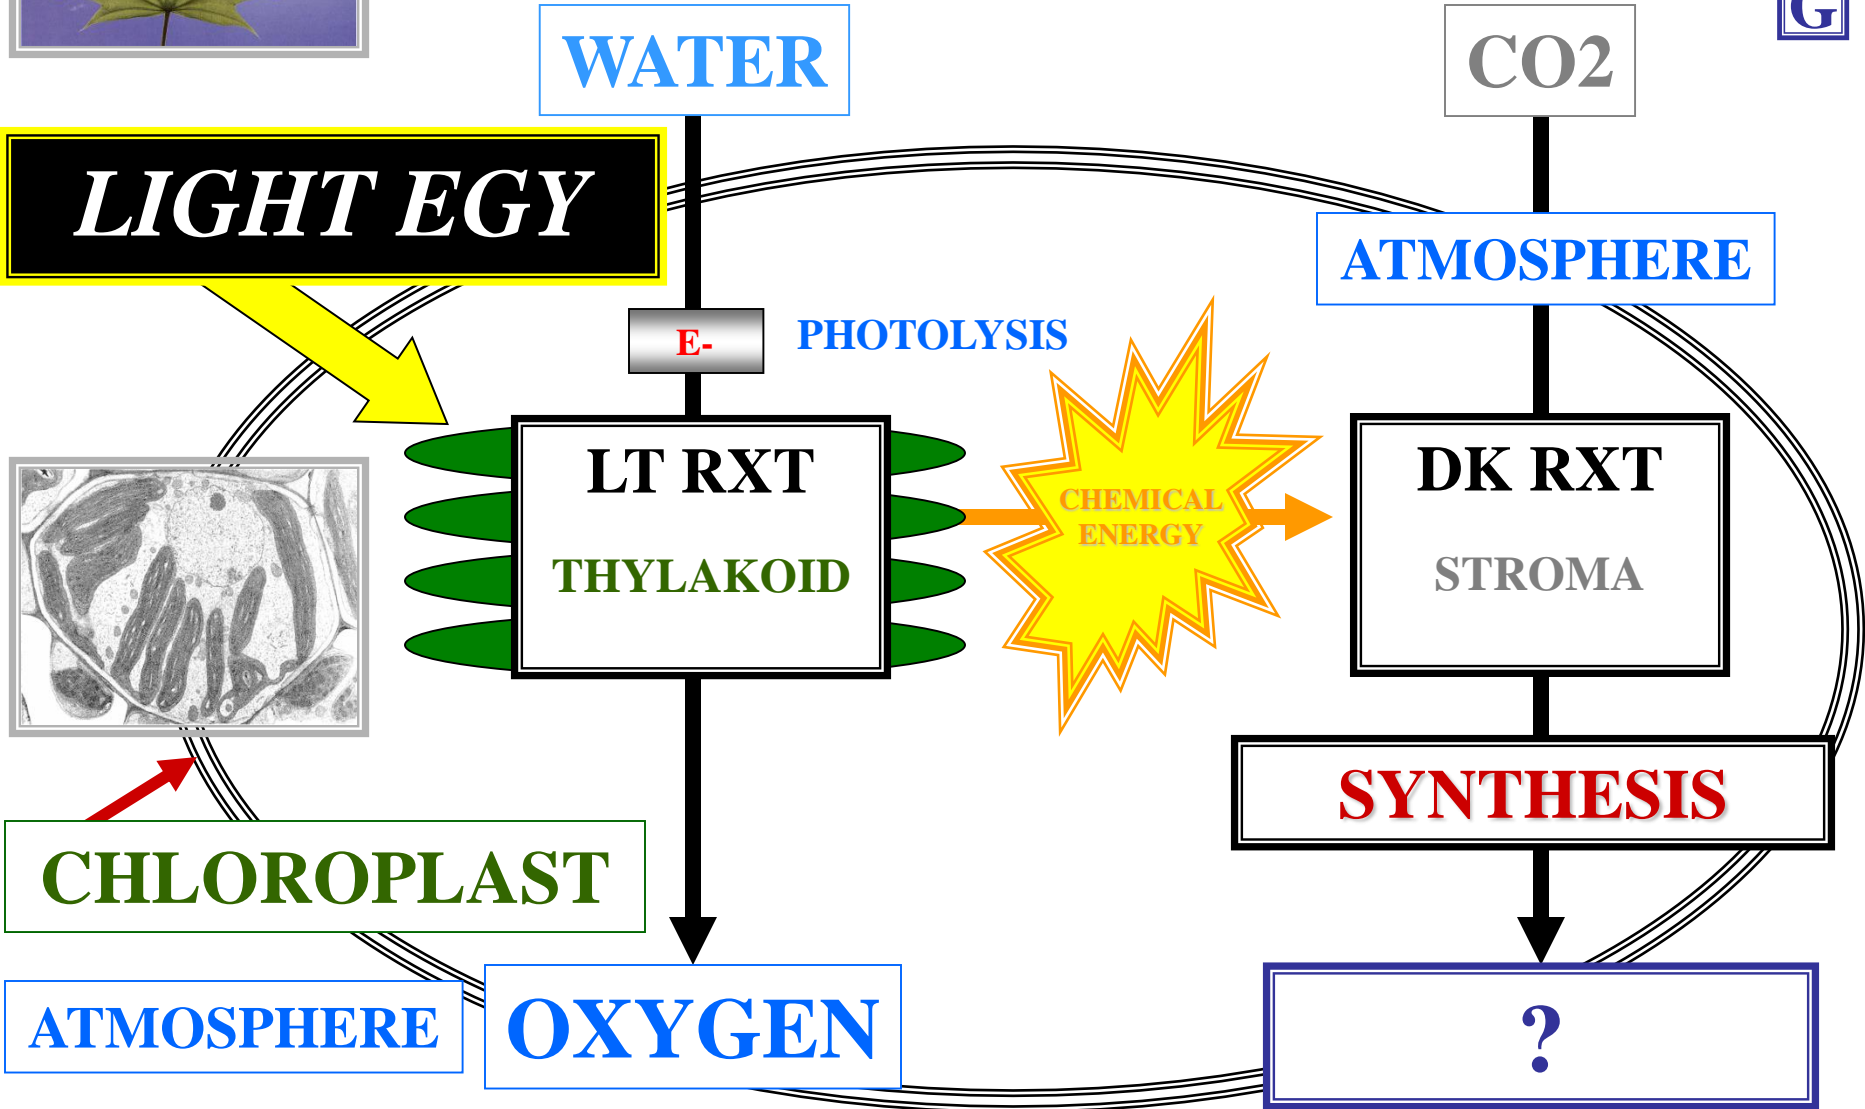 WATER
CO2
G
LIGHT EGY
ATMOSPHERE
E-
PHOTOLYSIS
LT RXT
THYLAKOID
CHEMICAL
ENERGY
DK RXT
STROMA
SYNTHESIS
CHLOROPLAST
ATMOSPHERE
OXYGEN
?